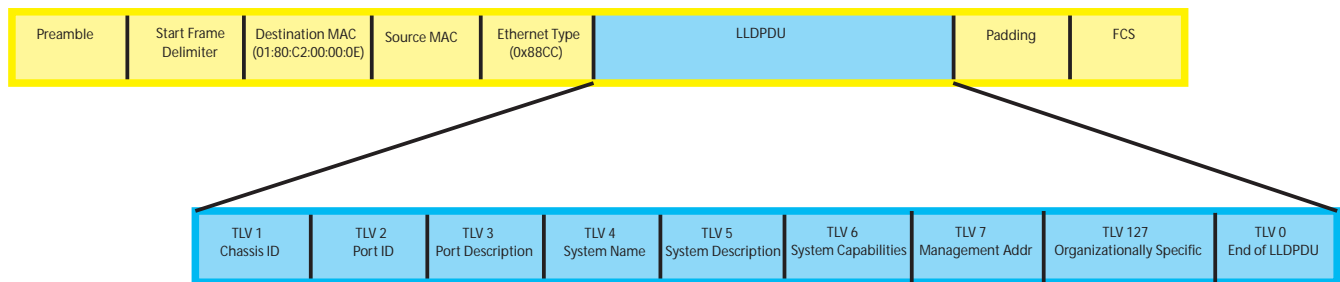 Preamble
Start Frame
Delimiter
Destination MAC
(01:80:C2:00:00:0E)
Source MAC
Ethernet Type
(0x88CC)
LLDPDU
Padding
FCS
TLV 1
Chassis ID
TLV 2
Port ID
TLV 3
Port Description
TLV 4
System Name
TLV 5
System Description
TLV 6
System Capabilities
TLV 7
Management Addr
TLV 127
Organizationally Specific
TLV 0
End of LLDPDU